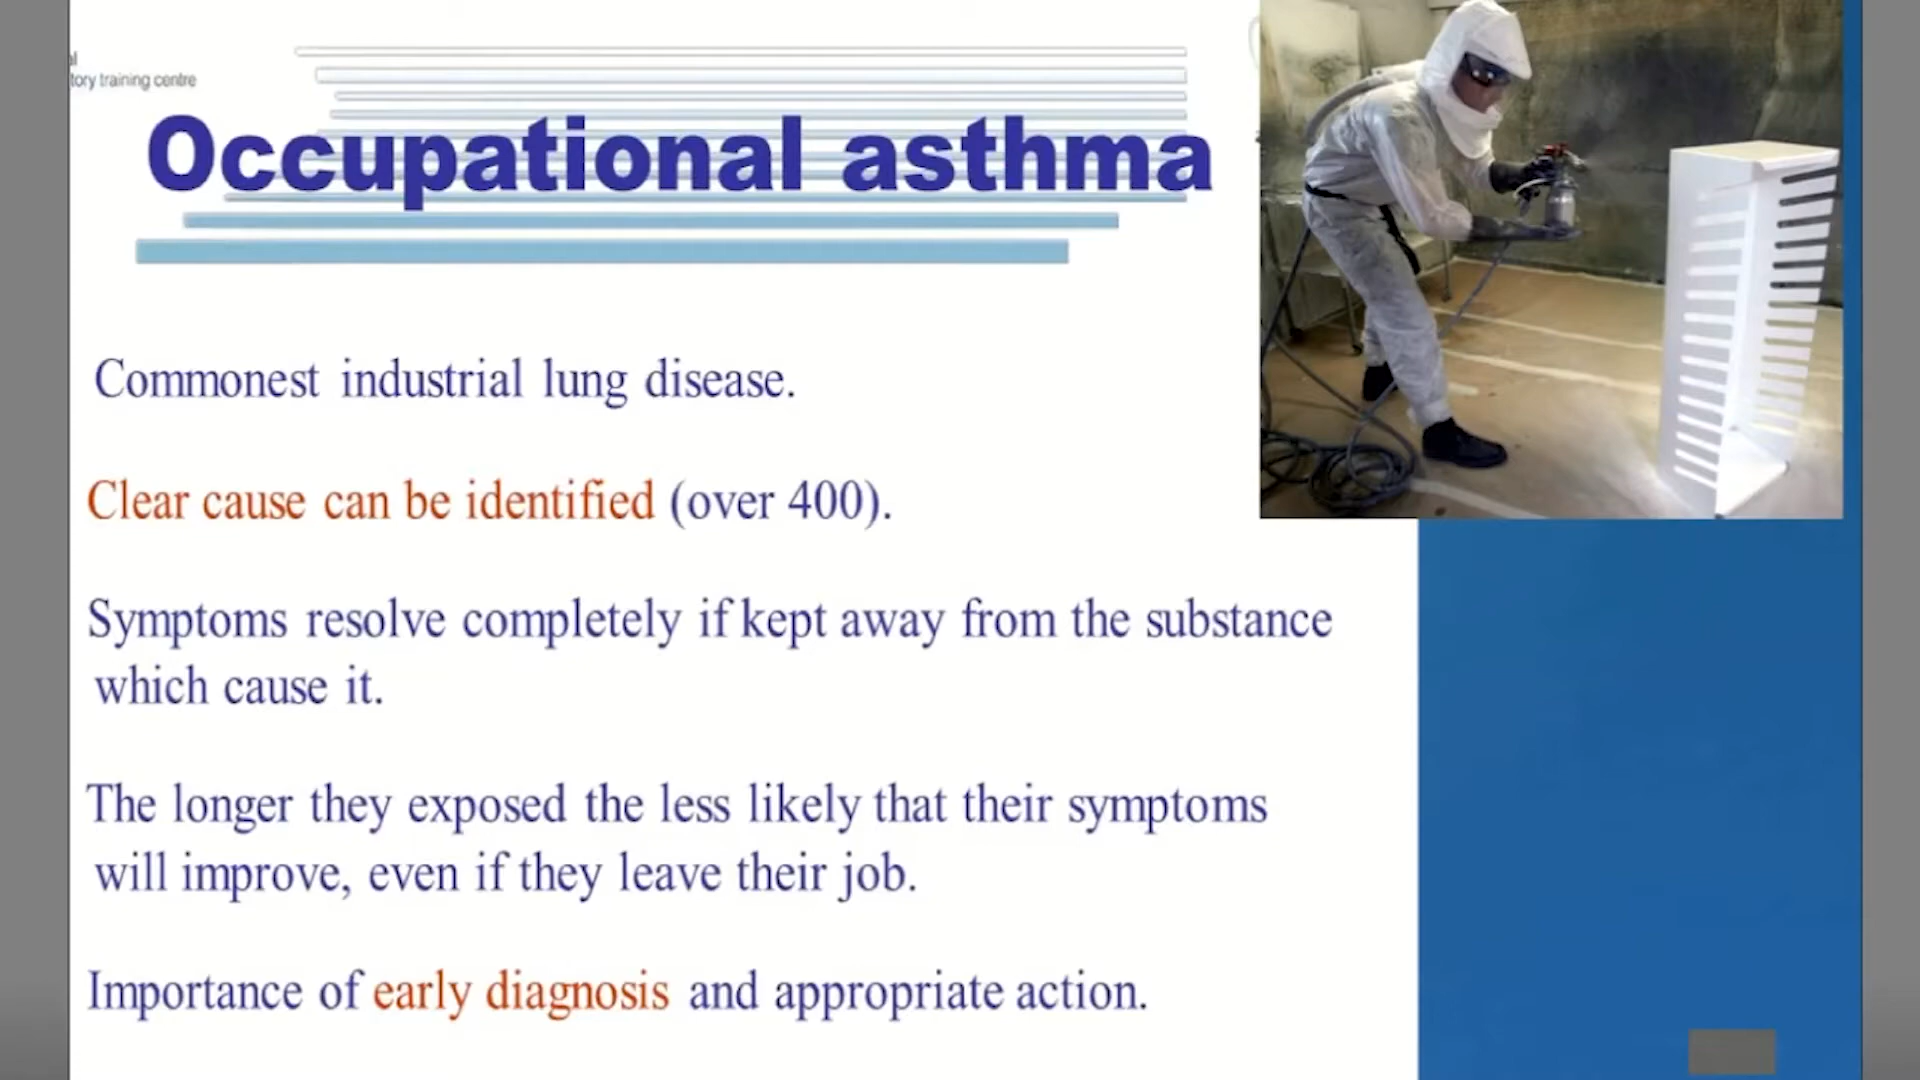 tory training centre
Occupational asthma
Commonest industrial lung disease.
Clear cause can be identified (over 400).
Symptoms resolve completely if kept away from the substance
which cause it.
The longer they exposed the less likely that their symptoms
will improve, even if they leave their job.
Importance of early diagnosis and appropriate action.